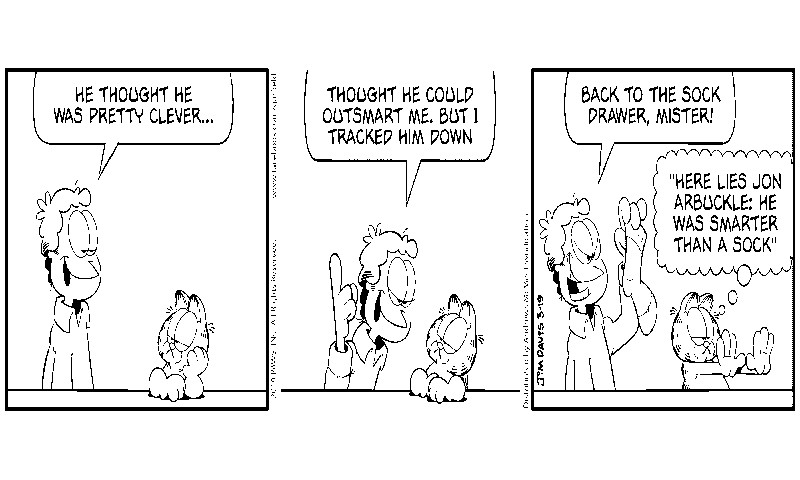 HE THOUGHT HE
WAS PRETTY CLEVER...
THOUGHT HE COULD
OUTSMART ME. BUT I
TRACKED HIM DOWN
BACK TO THE SOCK
DRAWER, MISTER!
"HERE LIES JON
ARBUCKLE: HE
WAS SMARTER
THAN A SOCK"
JIM DAVIS 3-19